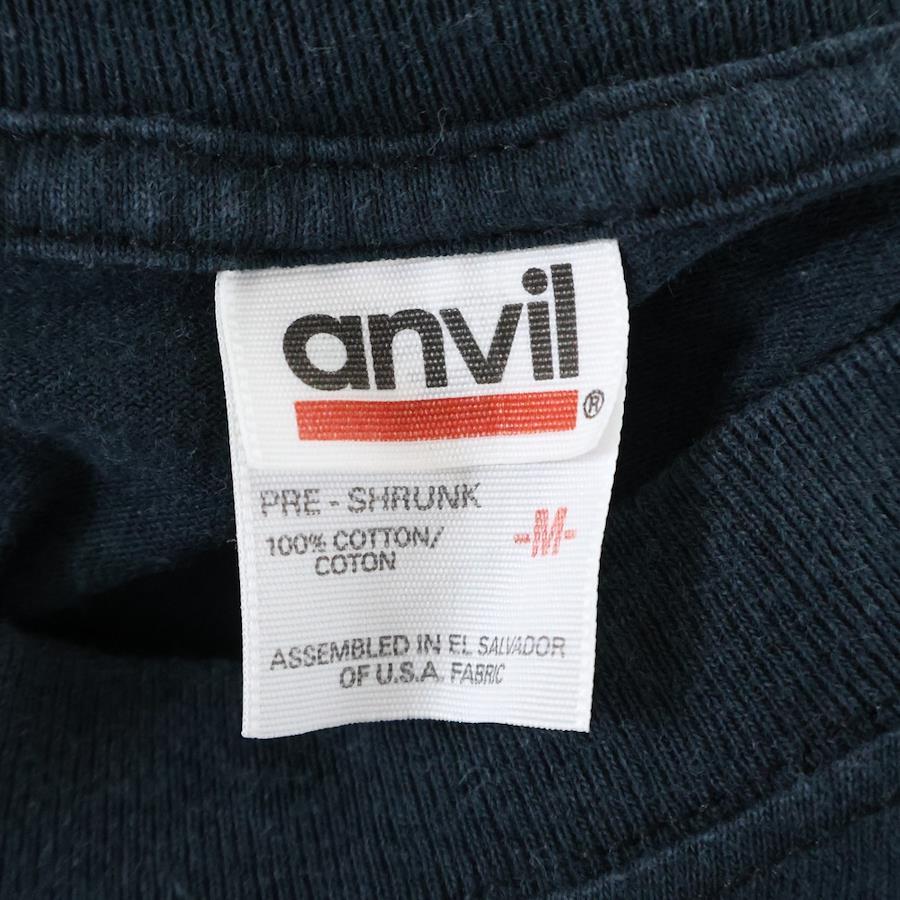 anvil®
PRE - SHRUNK
100% COTTON/
COTON
-M-
ASSEMBLED IN EL SALVADOR
OF U.S.A. FABRIC